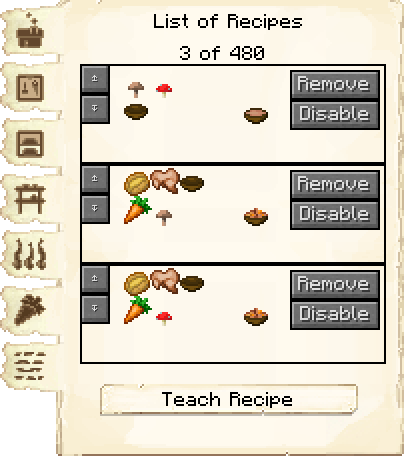 List of Recipes
3 of 480
Remove
Disable
Remove
Disable
Remove
Disable
Teach Recipe